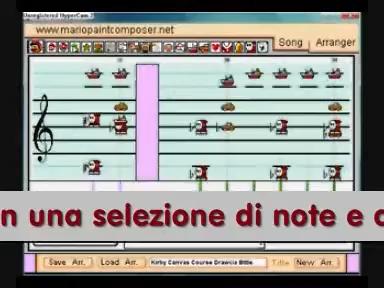 Unregistered HyperCam 2
www.mariopaintcomposer.net
Song
Arranger
n una selezione di note e
Save Arr.
Load Arr.
Kirby Canvas Course Drawcia Battle
Title
New Arr.